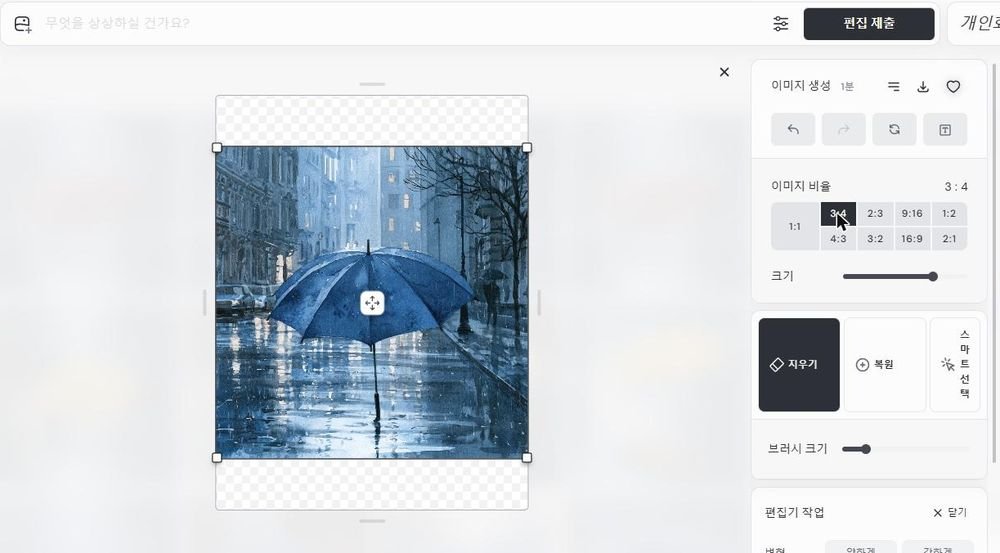 무엇을 상상하실 건가요?
편집 제출
이미지 생성 1분
이미지 비율 3 : 4
1:1
3:4 2:3 9:16 1:2
4:3 3:2 16:9 2:1
크기
지우기
복원
스마트 선택
브러시 크기
편집기 작업
닫기